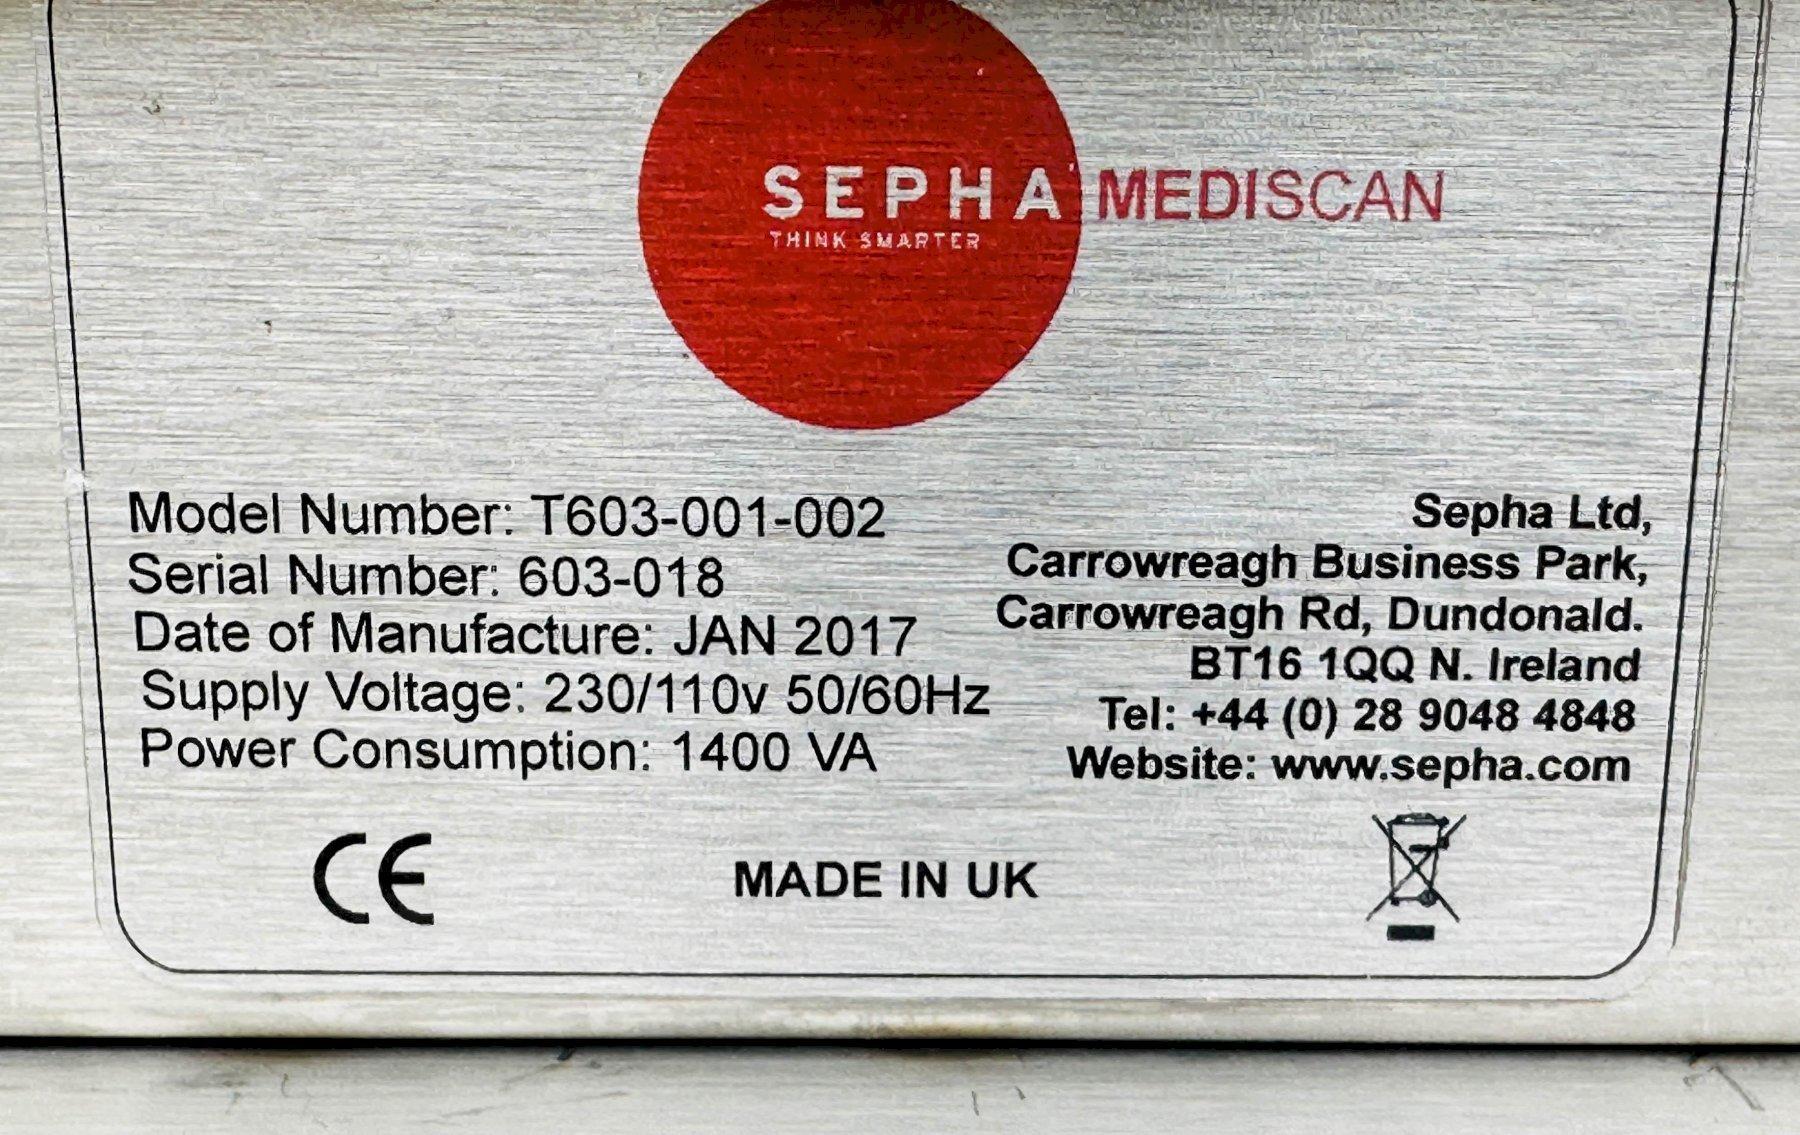 SEPHA MEDISCAN
THINK SMARTER
Model Number: T603-001-002
Serial Number: 603-018
Date of Manufacture: JAN 2017
Supply Voltage: 230/110v 50/60Hz
Power Consumption: 1400 VA
Sepha Ltd,
Carrowreagh Business Park,
Carrowreagh Rd, Dundonald.
BT16 1QQ N. Ireland
Tel: +44 (0) 28 9048 4848
Website: www.sepha.com
CE
MADE IN UK